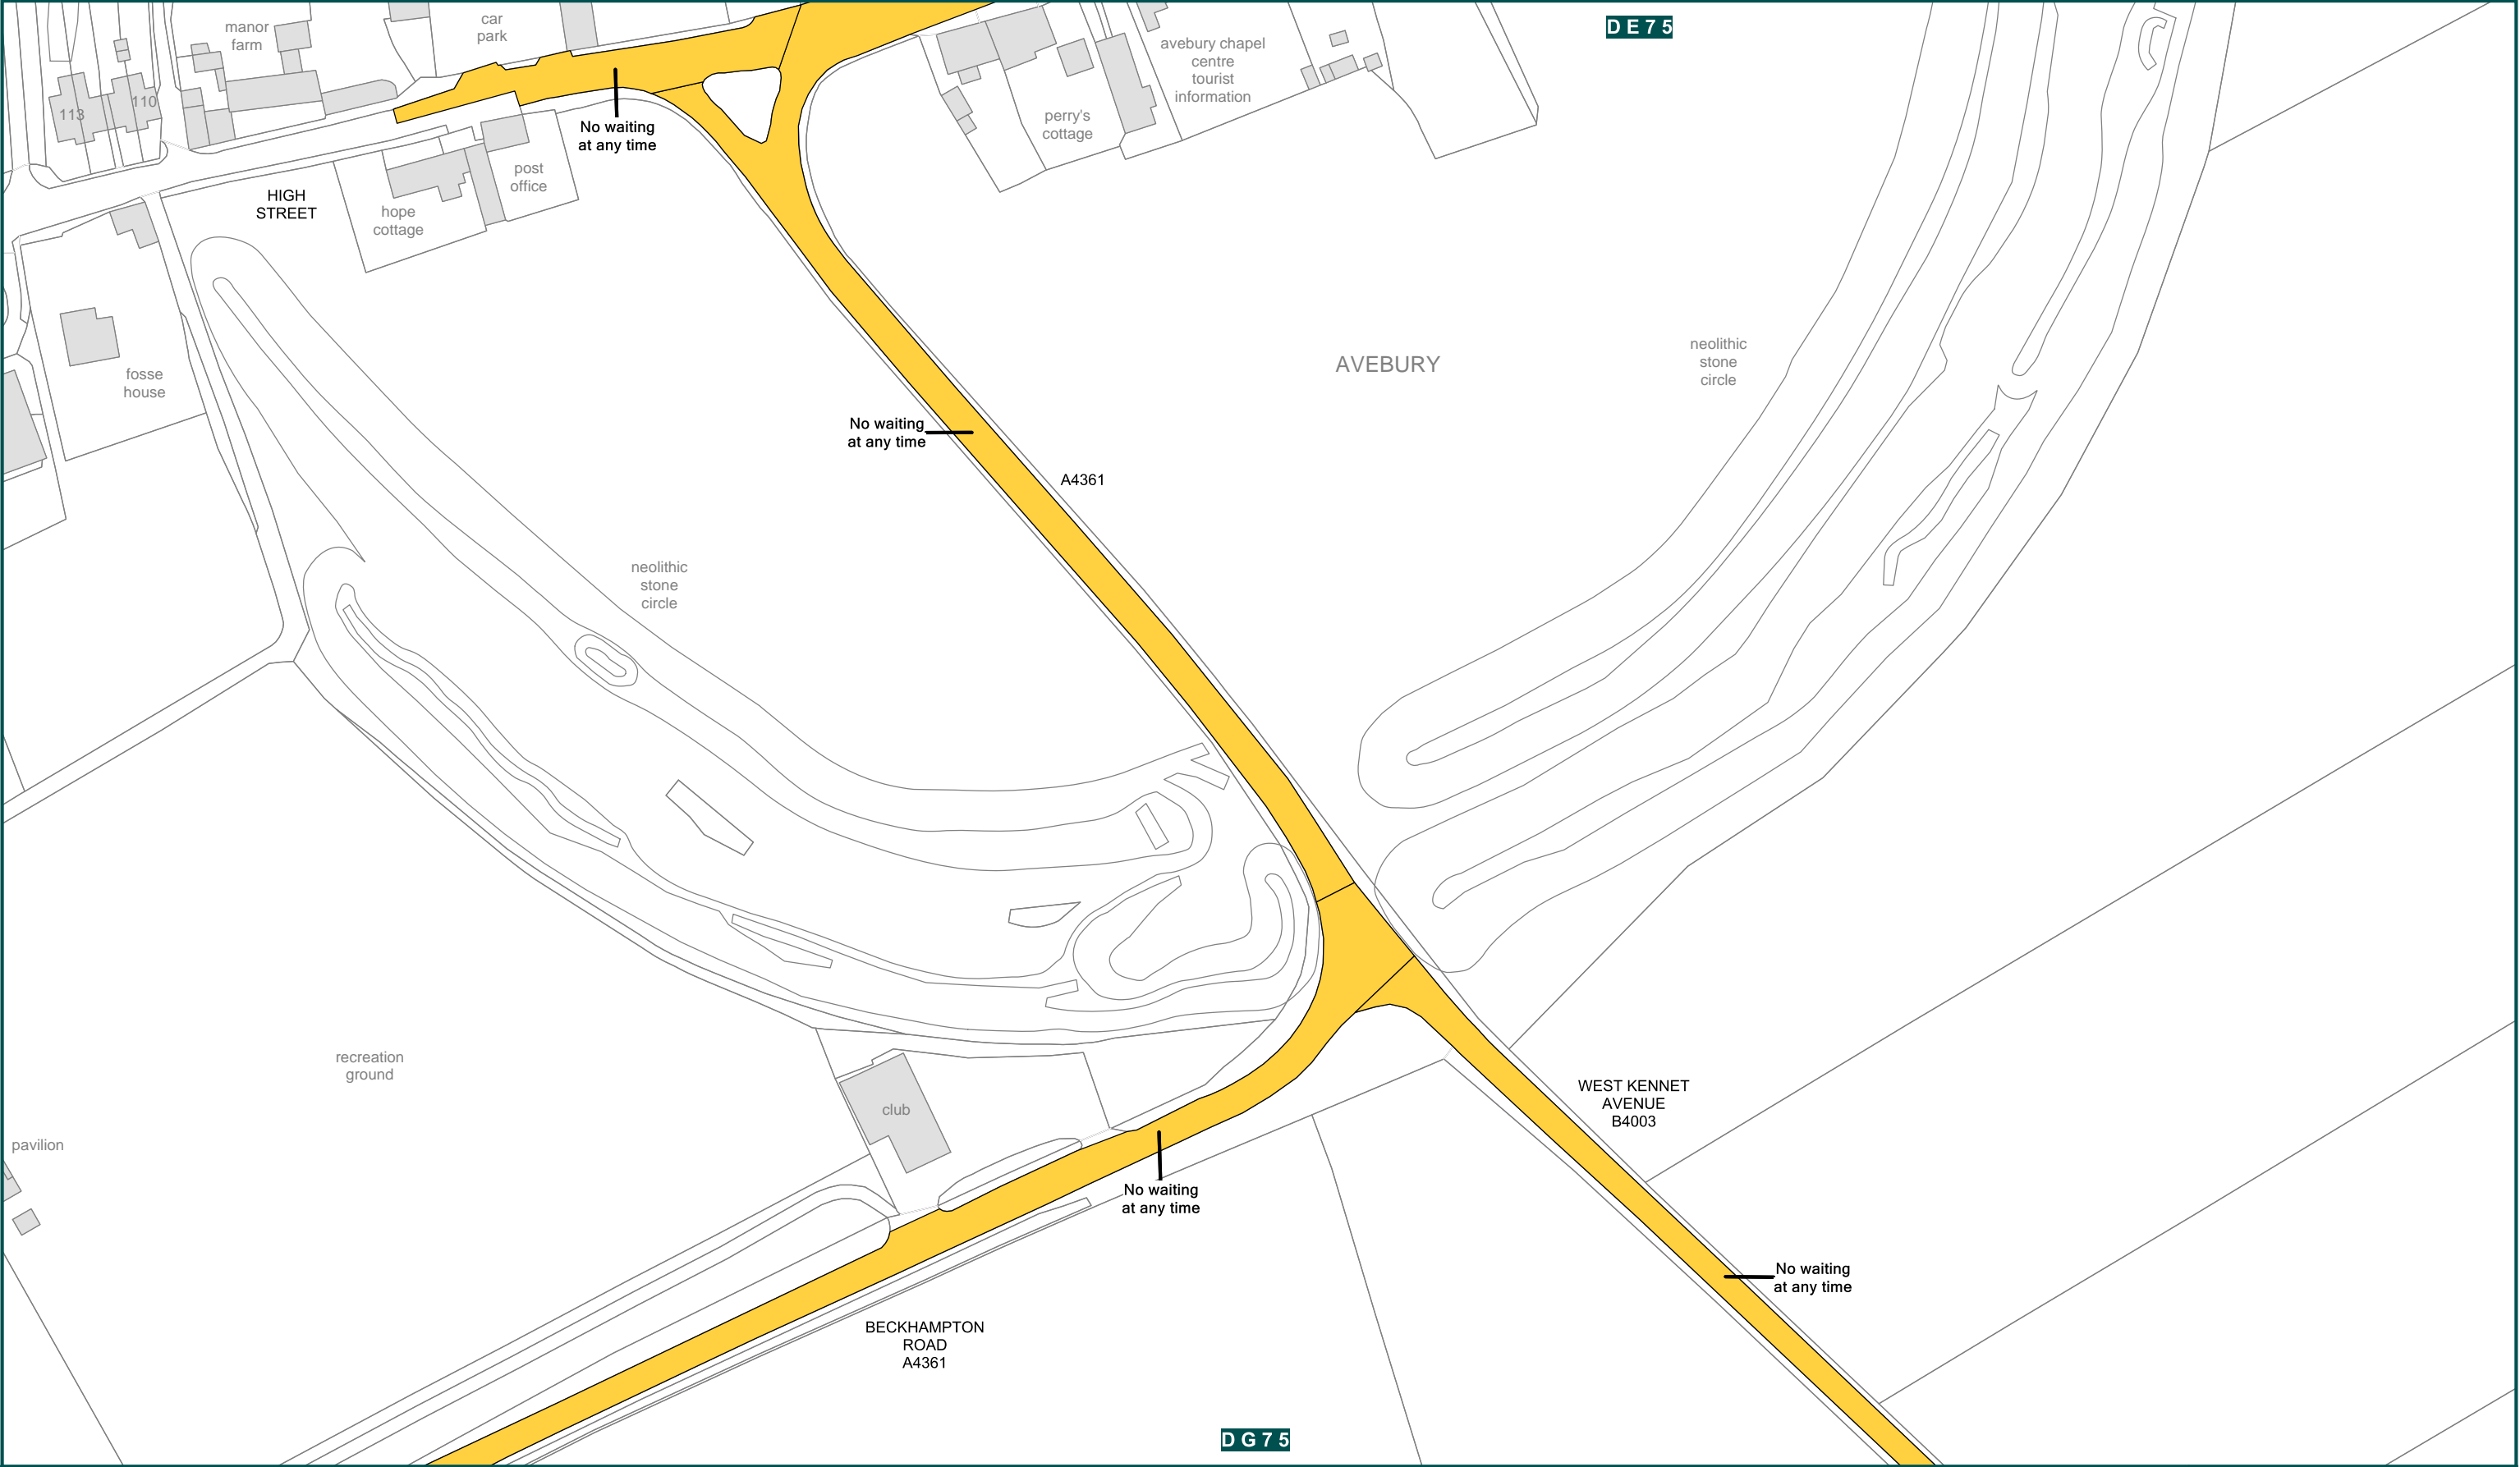 manor
farm
car
park
DE75
avebury chapel
centre
tourist
information
113
110
perry's
cottage
No waiting
at any time
post
office
HIGH
STREET
hope
cottage
fosse
house
AVEBURY
neolithic
stone
circle
No waiting
at any time
A4361
neolithic
stone
circle
recreation
ground
club
pavilion
WEST KENNET
AVENUE
B4003
No waiting
at any time
No waiting
at any time
BECKHAMPTON
ROAD
A4361
DG75